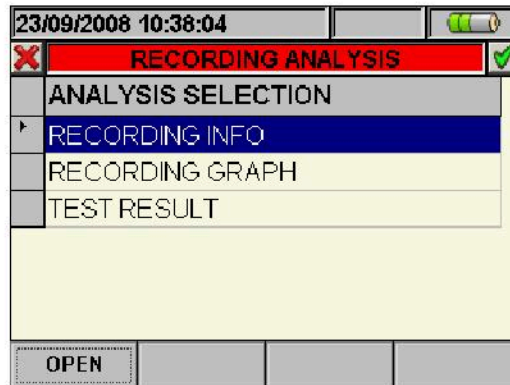 23/09/2008 10:38:04
RECORDING ANALYSIS
ANALYSIS SELECTION
RECORDING INFO
RECORDING GRAPH
TEST RESULT
OPEN